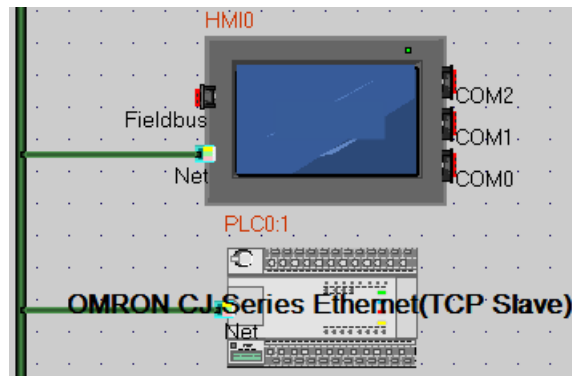 HMI0
COM2
Fieldbus
COM1
Net
COM0
PLC0:1
OMRON CJ-Series Ethernet(TCP Slave)
Net